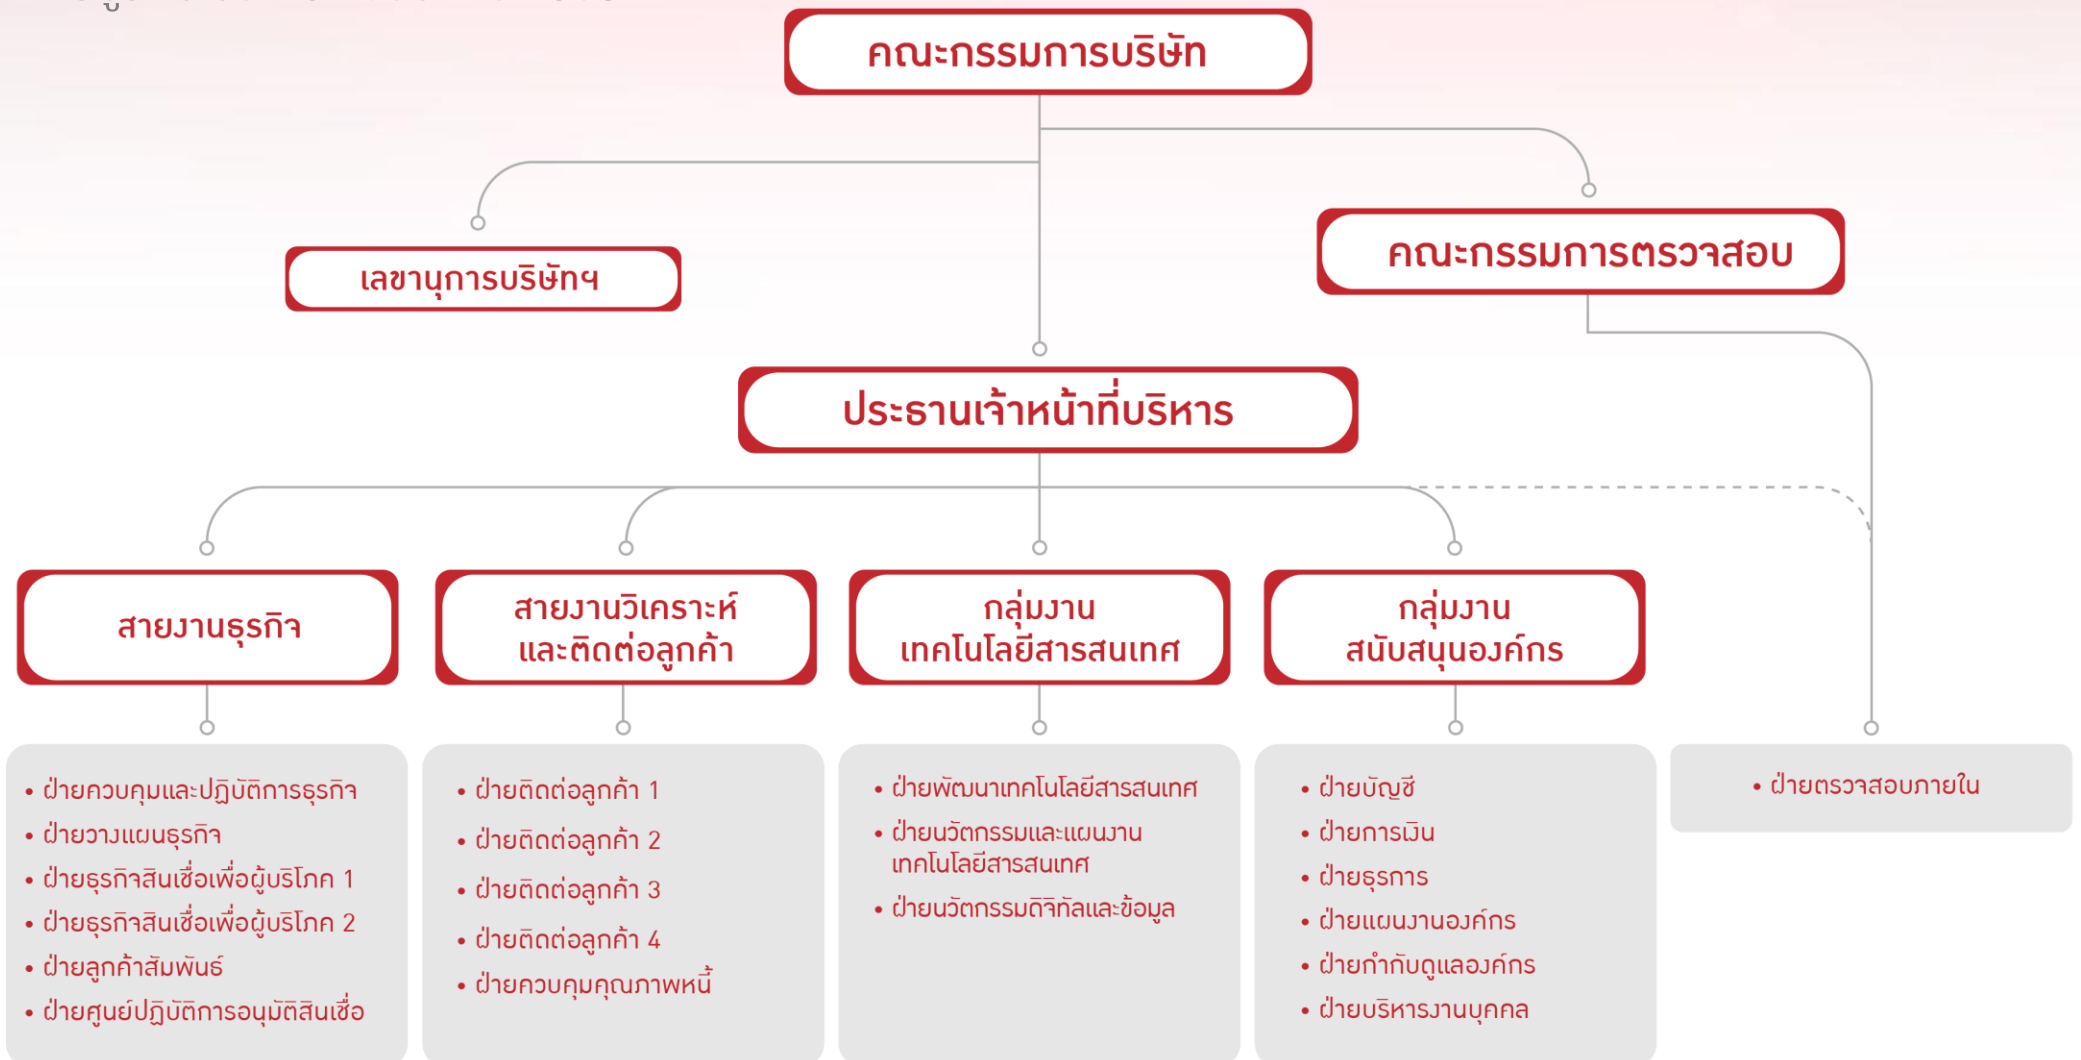 คณะกรรมการบริษัท
เลขานุการบริษัทฯ
คณะกรรมการตรวจสอบ
ประธานเจ้าหน้าที่บริหาร
สายงานธุรกิจ
สายงานวิเคราะห์
และติดต่อลูกค้า
กลุ่มงาน
เทคโนโลยีสารสนเทศ
กลุ่มงาน
สนับสนุนองค์กร
• ฝ่ายควบคุมและปฏิบัติการธุรกิจ
• ฝ่ายวางแผนธุรกิจ
• ฝ่ายธุรกิจสินเชื่อเพื่อผู้บริโภค 1
• ฝ่ายธุรกิจสินเชื่อเพื่อผู้บริโภค 2
• ฝ่ายลูกค้าสัมพันธ์
• ฝ่ายศูนย์ปฏิบัติการอนุมัติสินเชื่อ
• ฝ่ายติดต่อลูกค้า 1
• ฝ่ายติดต่อลูกค้า 2
• ฝ่ายติดต่อลูกค้า 3
• ฝ่ายติดต่อลูกค้า 4
• ฝ่ายควบคุมคุณภาพหนี้
• ฝ่ายพัฒนาเทคโนโลยีสารสนเทศ
• ฝ่ายนวัตกรรมและแผนงาน
เทคโนโลยีสารสนเทศ
• ฝ่ายนวัตกรรมดิจิทัลและข้อมูล
• ฝ่ายบัญชี
• ฝ่ายการเงิน
• ฝ่ายธุรการ
• ฝ่ายแผนงานองค์กร
• ฝ่ายกำกับดูแลองค์กร
• ฝ่ายบริหารงานบุคคล
• ฝ่ายตรวจสอบภายใน